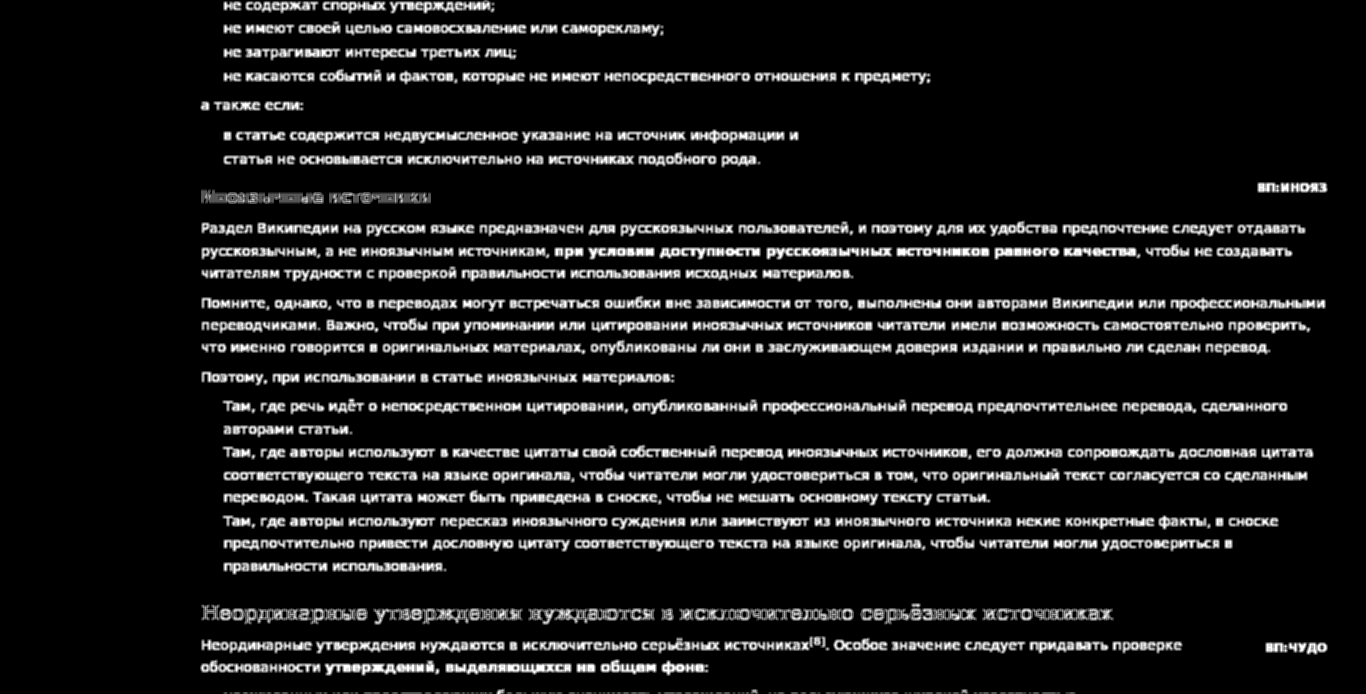 не содержат спорных утверждений;
не имеют своей целью самовосхваление или саморекламу;
не затрагивают интересы третьих лиц;
не касаются событий и фактов, которые не имеют непосредственного отношения к предмету;
а также если:
в статье содержится недвусмысленное указание на источник информации и
статья не основывается исключительно на источниках подобного рода.
ВП:ИНОЯЗ
Иноязычные источники
Раздел Википедии на русском языке предназначен для русскоязычных пользователей, и поэтому для их удобства предпочтение следует отдавать
русскоязычным, а не иноязычным источникам, при условии доступности русскоязычных источников равного качества, чтобы не создавать
читателям трудности с проверкой правильности использования исходных материалов.
Помните, однако, что в переводах могут встречаться ошибки вне зависимости от того, выполнены они авторами Википедии или профессиональными
переводчиками. Важно, чтобы при упоминании или цитировании иноязычных источников читатели имели возможность самостоятельно проверить,
что именно говорится в оригинальных материалах, опубликованы ли они в заслуживающем доверия издании и правильно ли сделан перевод.
Поэтому, при использовании в статье иноязычных материалов:
Там, где речь идёт о непосредственном цитировании, опубликованный профессиональный перевод предпочтительнее перевода, сделанного
авторами статьи.
Там, где авторы используют в качестве цитаты свой собственный перевод иноязычных источников, его должна сопровождать дословная цитата
соответствующего текста на языке оригинала, чтобы читатели могли удостовериться в том, что оригинальный текст согласуется со сделанным
переводом. Такая цитата может быть приведена в сноске, чтобы не мешать основному тексту статьи.
Там, где авторы используют пересказ иноязычного суждения или заимствуют из иноязычного источника некие конкретные факты, в сноске
предпочтительно привести дословную цитату соответствующего текста на языке оригинала, чтобы читатели могли удостовериться в
правильности использования.
Неординарные утверждения нуждаются в исключительно серьёзных источниках
Неординарные утверждения нуждаются в исключительно серьёзных источниках[8]. Особое значение следует придавать проверке
ВП:ЧУДО
обоснованности утверждений, выделяющихся на общем фоне: